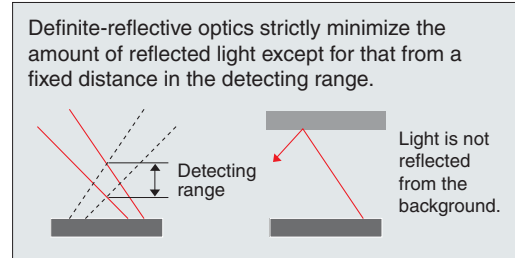 Definite-reflective optics strictly minimize the
amount of reflected light except for that from a
fixed distance in the detecting range.
Detecting
range
Light is not
reflected
from the
background.